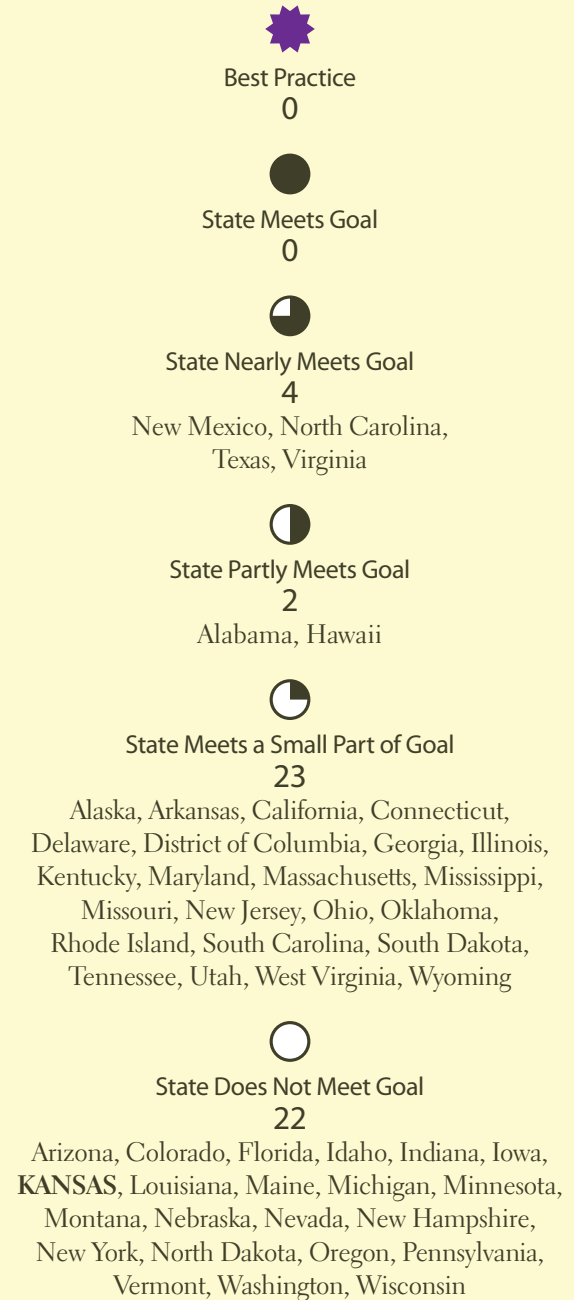 Best Practice
0
State Meets Goal
0
State Nearly Meets Goal
4
New Mexico, North Carolina,
Texas, Virginia
State Partly Meets Goal
2
Alabama, Hawaii
State Meets a Small Part of Goal
23
Alaska, Arkansas, California, Connecticut,
Delaware, District of Columbia, Georgia, Illinois,
Kentucky, Maryland, Massachusetts, Mississippi,
Missouri, New Jersey, Ohio, Oklahoma,
Rhode Island, South Carolina, South Dakota,
Tennessee, Utah, West Virginia, Wyoming
State Does Not Meet Goal
22
Arizona, Colorado, Florida, Idaho, Indiana, Iowa,
KANSAS, Louisiana, Maine, Michigan, Minnesota,
Montana, Nebraska, Nevada, New Hampshire,
New York, North Dakota, Oregon, Pennsylvania,
Vermont, Washington, Wisconsin